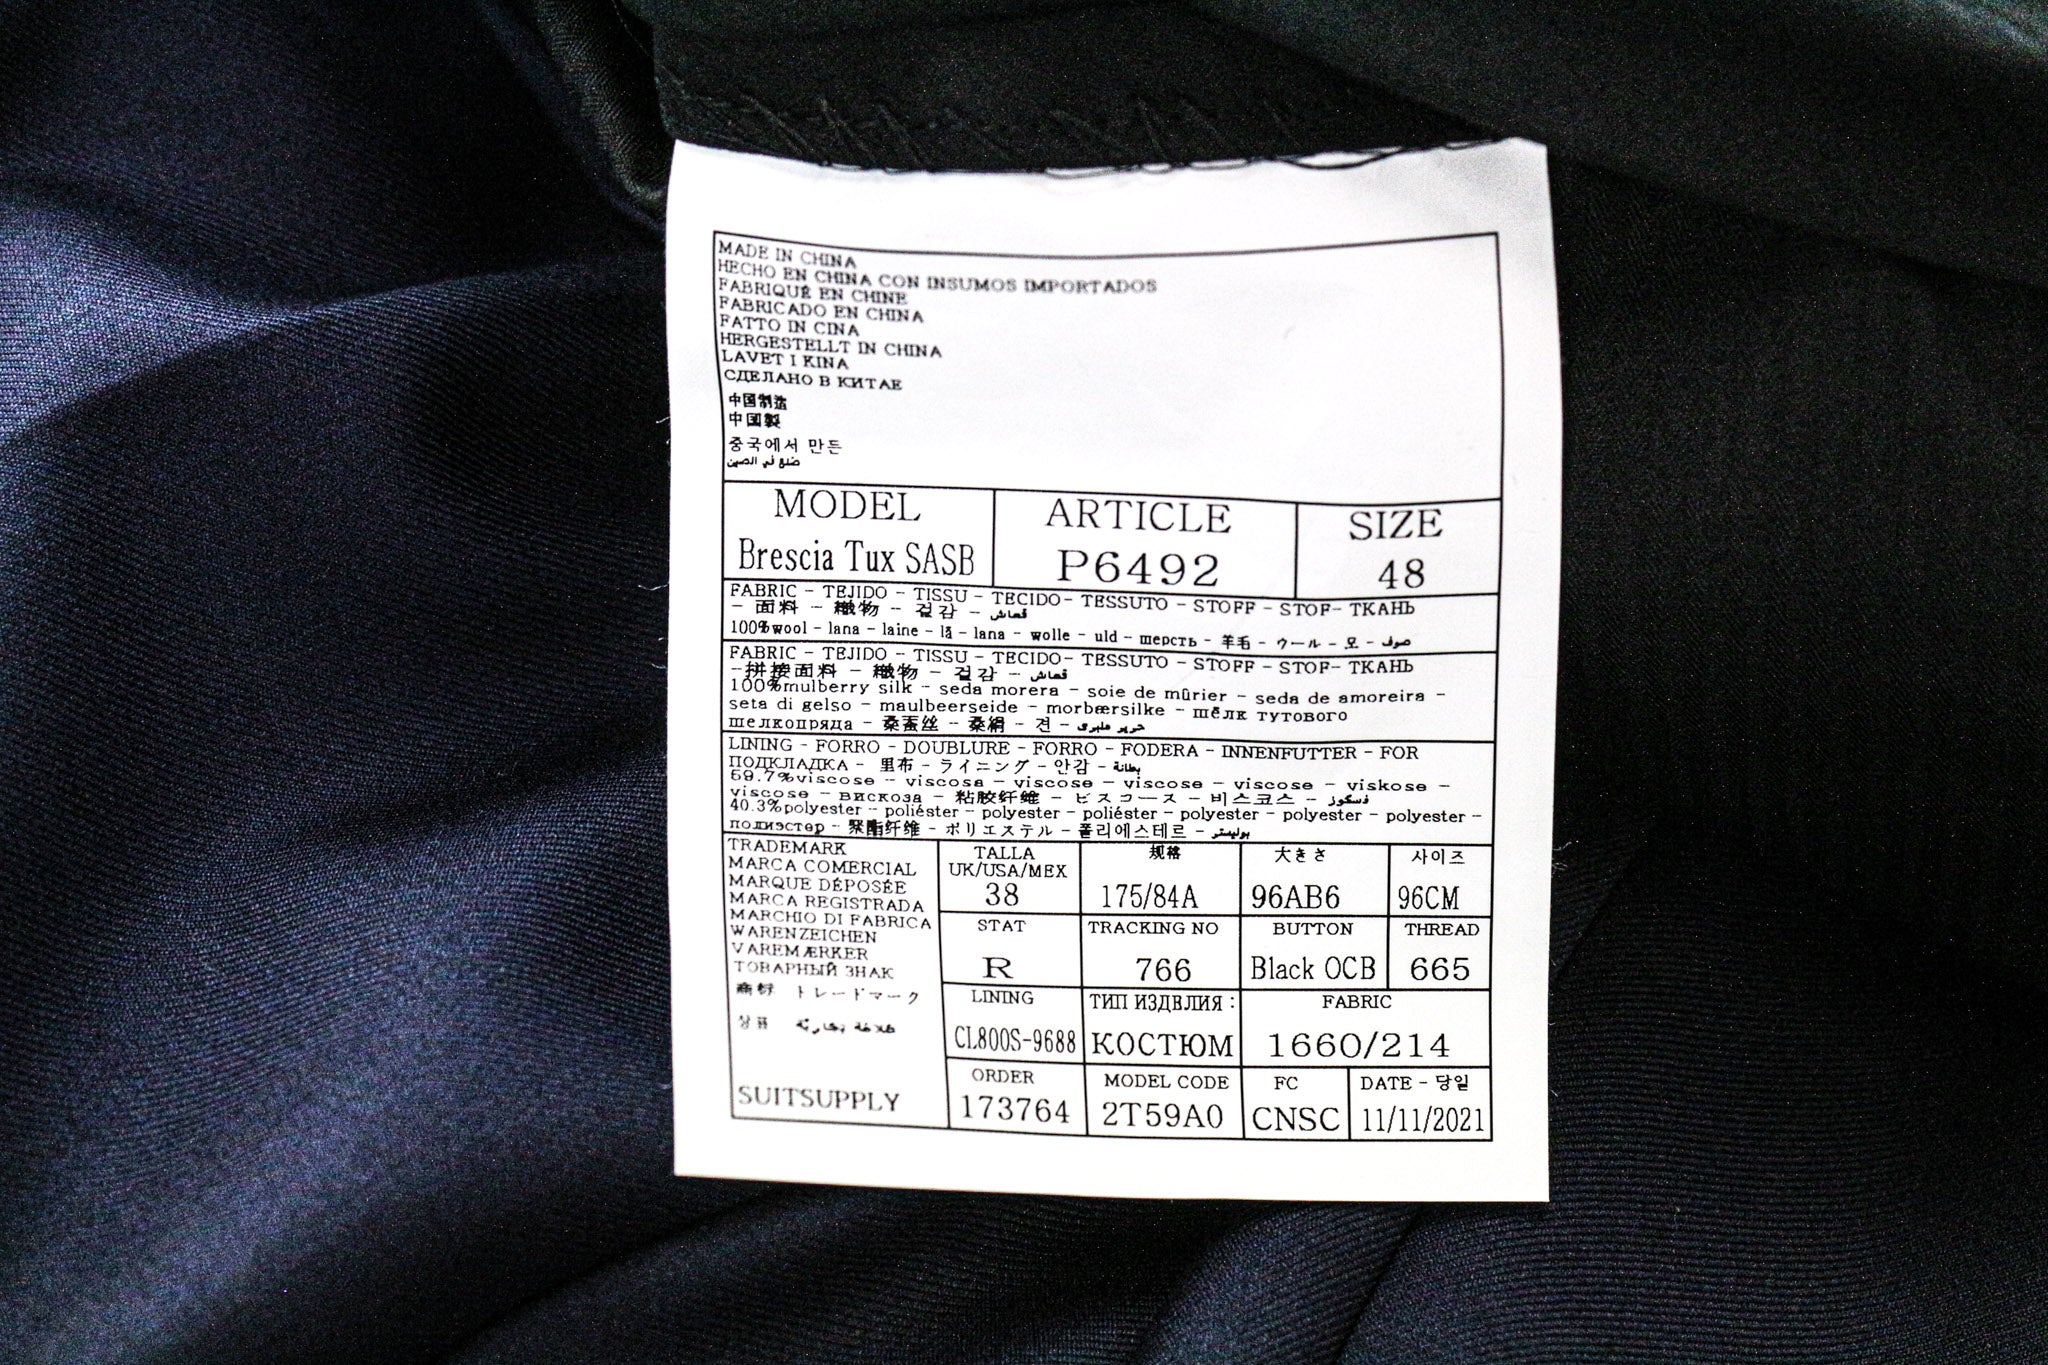 MADE IN CHINA
HECHO EN CHINA CON INSUMOS IMPORTADOS
FABRIQUÉ EN CHINE
FABRICADO EN CHINA
FATTO IN CINA
HERGESTELLT IN CHINA
LAVET I KINA
СДЕЛАНО В КИТАЕ
中国制造
中国製
중국에서 만든
صنع في الصين
MODEL
Brescia Tux SASB
ARTICLE
P6492
SIZE
48
FABRIC - TEJIDO - TISSU - TECIDO- TESSUTO - STOFF - STOF- ТКАНЬ
- 面料 - 織物 - 겉감 - قماش
100%wool - lana - laine - lã - lana - wolle - uld - шерсть - 羊毛 - ウール - 모 - صوف
FABRIC - TEJIDO - TISSU - TECIDO- TESSUTO - STOFF - STOF- ТКАНЬ
-拼接面料 - 織物 - 겉감 - قماش
100%mulberry silk - seda morera - soie de mûrier - seda de amoreira -
seta di gelso - maulbeerseide - morbærsilke - шёлк тутового
шелкопряда - 桑蚕丝 - 桑絹 - 견 - حرير ملبري
LINING - FORRO - DOUBLURE - FORRO - FODERA - INNENFUTTER - FOR
ПОДКЛАДКА - 里布 - ライニング - 안감 - بطانة
59.7%viscose - viscosa - viscose - viscose - viscose - viskose -
viscose - вискоза - 粘胶纤维 - ビスコース - 비스코스 - فسكوز
40.3%polyester - poliéster - polyester - poliéster - polyester - polyester - polyester -
полиэстер - 聚酯纤维 - ポリエステル - 폴리에스테르 - بوليستر
TRADEMARK
MARCA COMERCIAL
MARQUE DÉPOSÉE
MARCA REGISTRADA
MARCHIO DI FABRICA
WARENZEICHEN
VAREMÆRKER
ТОВАРНЫЙ ЗНАК
商标 トレードマーク
상표 علامة تجارية
SUITSUPPLY
TALLA
UK/USA/MEX
38
规格
175/84A
大きさ
96AB6
사이즈
96CM
STAT
R
TRACKING NO
766
BUTTON
Black OCB
THREAD
665
LINING
CL800S-9688
ТИП ИЗДЕЛИЯ :
КОСТЮМ
FABRIC
1660/214
ORDER
173764
MODEL CODE
2T59A0
FC
CNSC
DATE - 당일
11/11/2021